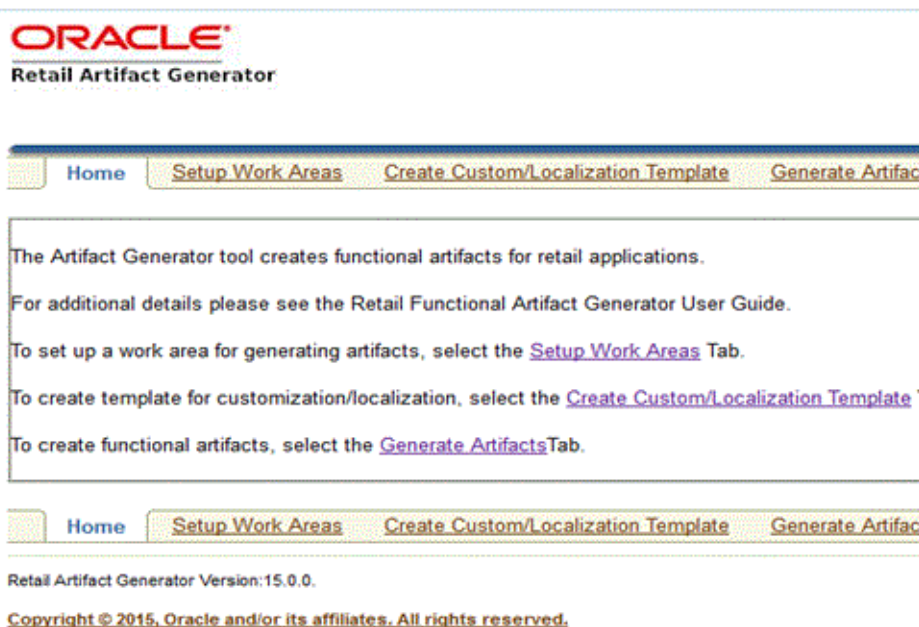 ORACLE
Retail Artifact Generator
Home Setup Work Areas Create Custom/Localization Template Generate Artifac
The Artifact Generator tool creates functional artifacts for retail applications.
For additional details please see the Retail Functional Artifact Generator User Guide.
To set up a work area for generating artifacts, select the Setup Work Areas Tab.
To create template for customization/localization, select the Create Custom/Localization Template
To create functional artifacts, select the Generate ArtifactsTab.
Home Setup Work Areas Create Custom/Localization Template Generate Artifac
Retail Artifact Generator Version:15.0.0.
Copyright © 2015, Oracle and/or its affiliates. All rights reserved.